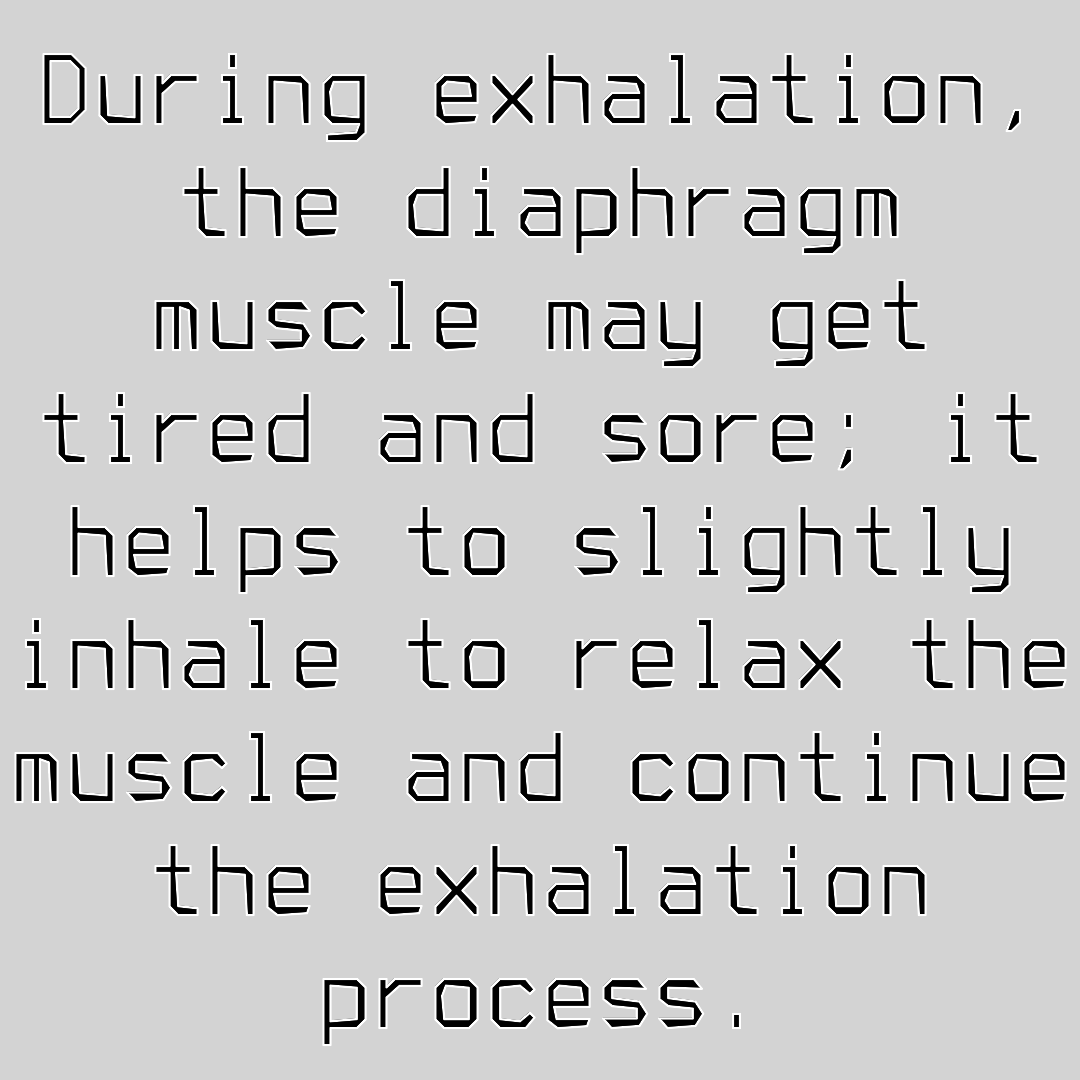 During exhalation,
the diaphragm
muscle may get
tired and sore; it
helps to slightly
inhale to relax the
muscle and continue
the exhalation
process.